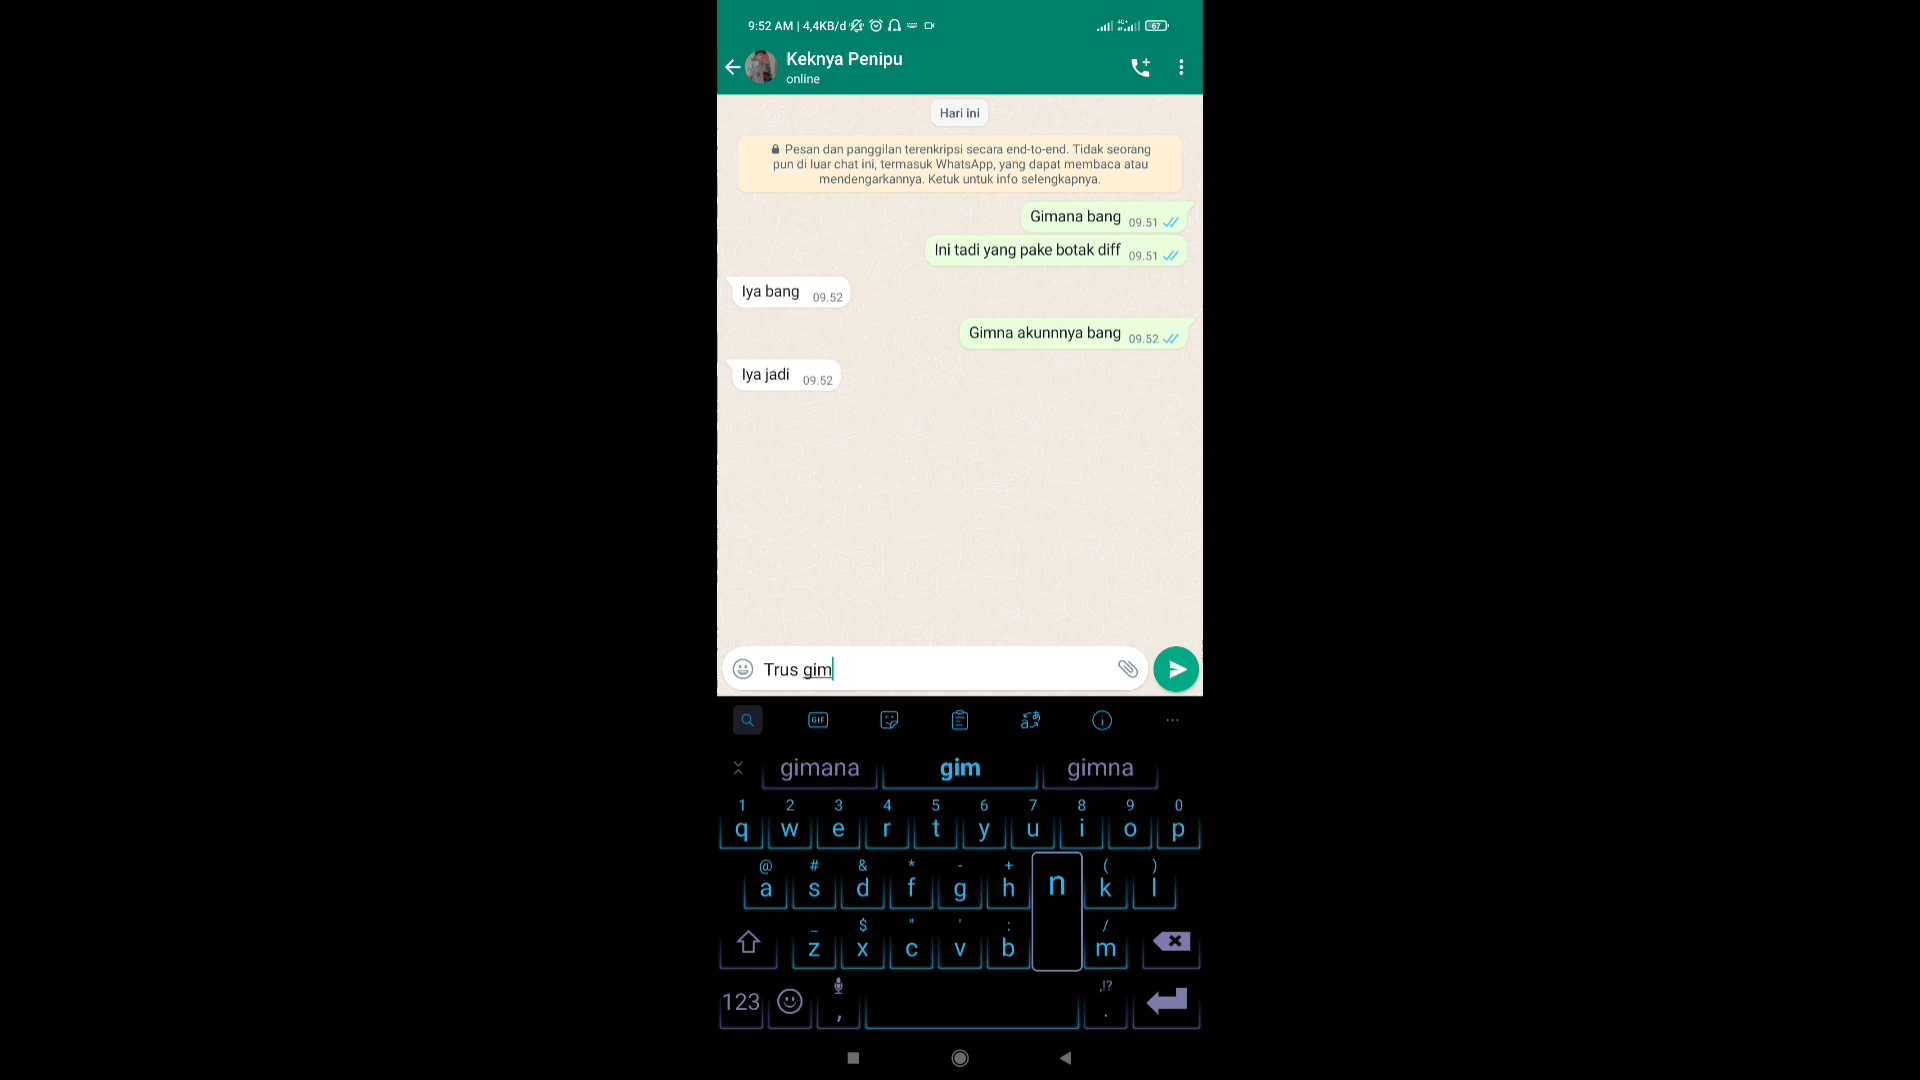 9:52 AM | 4,4KB/d
4G+
67
Keknya Penipu
online
Hari ini
Pesan dan panggilan terenkripsi secara end-to-end. Tidak seorang
pun di luar chat ini, termasuk WhatsApp, yang dapat membaca atau
mendengarkannya. Ketuk untuk info selengkapnya.
Gimana bang 09.51
Ini tadi yang pake botak diff 09.51
Iya bang 09.52
Gimna akunnnya bang 09.52
Iya jadi 09.52
Trus gim
GIF
gimana gim gimna
1 2 3 4 5 6 7 8 9 0
q w e r t y u i o p
@ # & * - + ( )
a s d f g h n k l
_ $ " ' : /
z x c v b m
,!?
123 , .